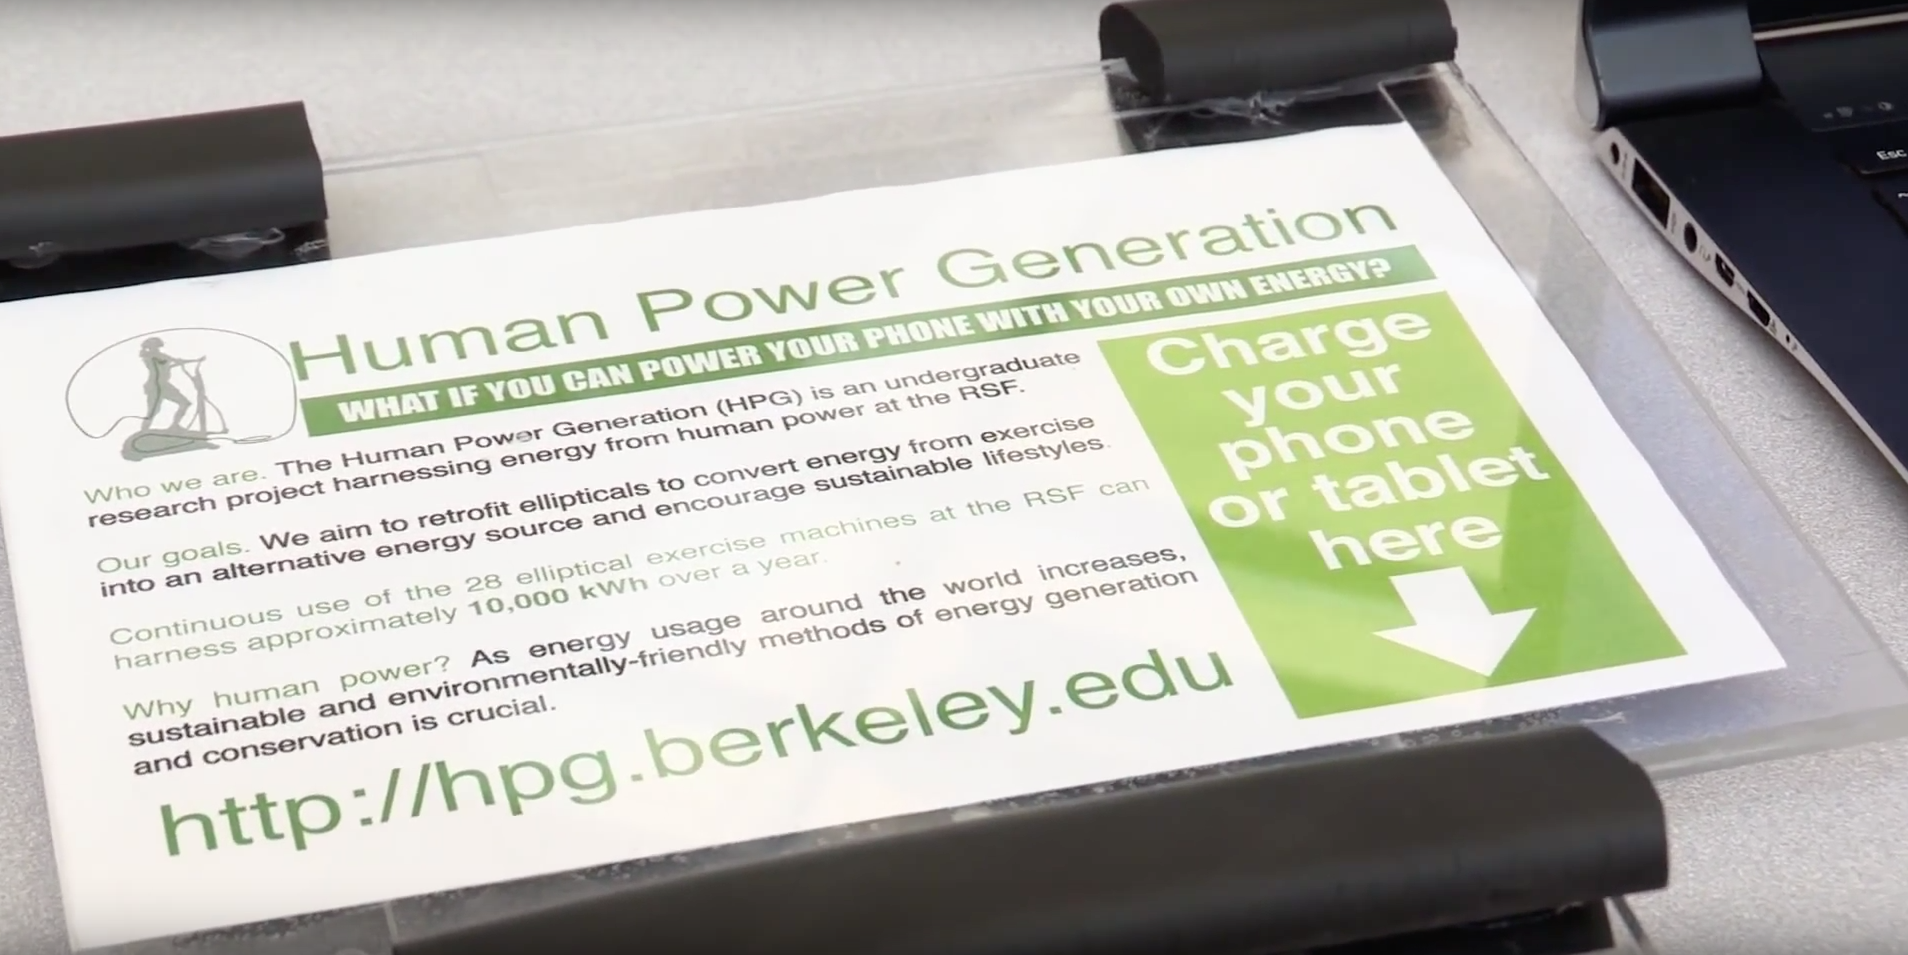 Human Power Generation
WHAT IF YOU CAN POWER YOUR PHONE WITH YOUR OWN ENERGY?
Who we are. The Human Power Generation (HPG) is an undergraduate
research project harnessing energy from human power at the RSF.
Our goals. We aim to retrofit ellipticals to convert energy from exercise
into an alternative energy source and encourage sustainable lifestyles.
Continuous use of the 28 elliptical exercise machines at the RSF can
harness approximately 10,000 kWh over a year.
Why human power? As energy usage around the world increases,
sustainable and environmentally-friendly methods of energy generation
and conservation is crucial.
http://hpg.berkeley.edu
Charge
your
phone
or tablet
here
Esc